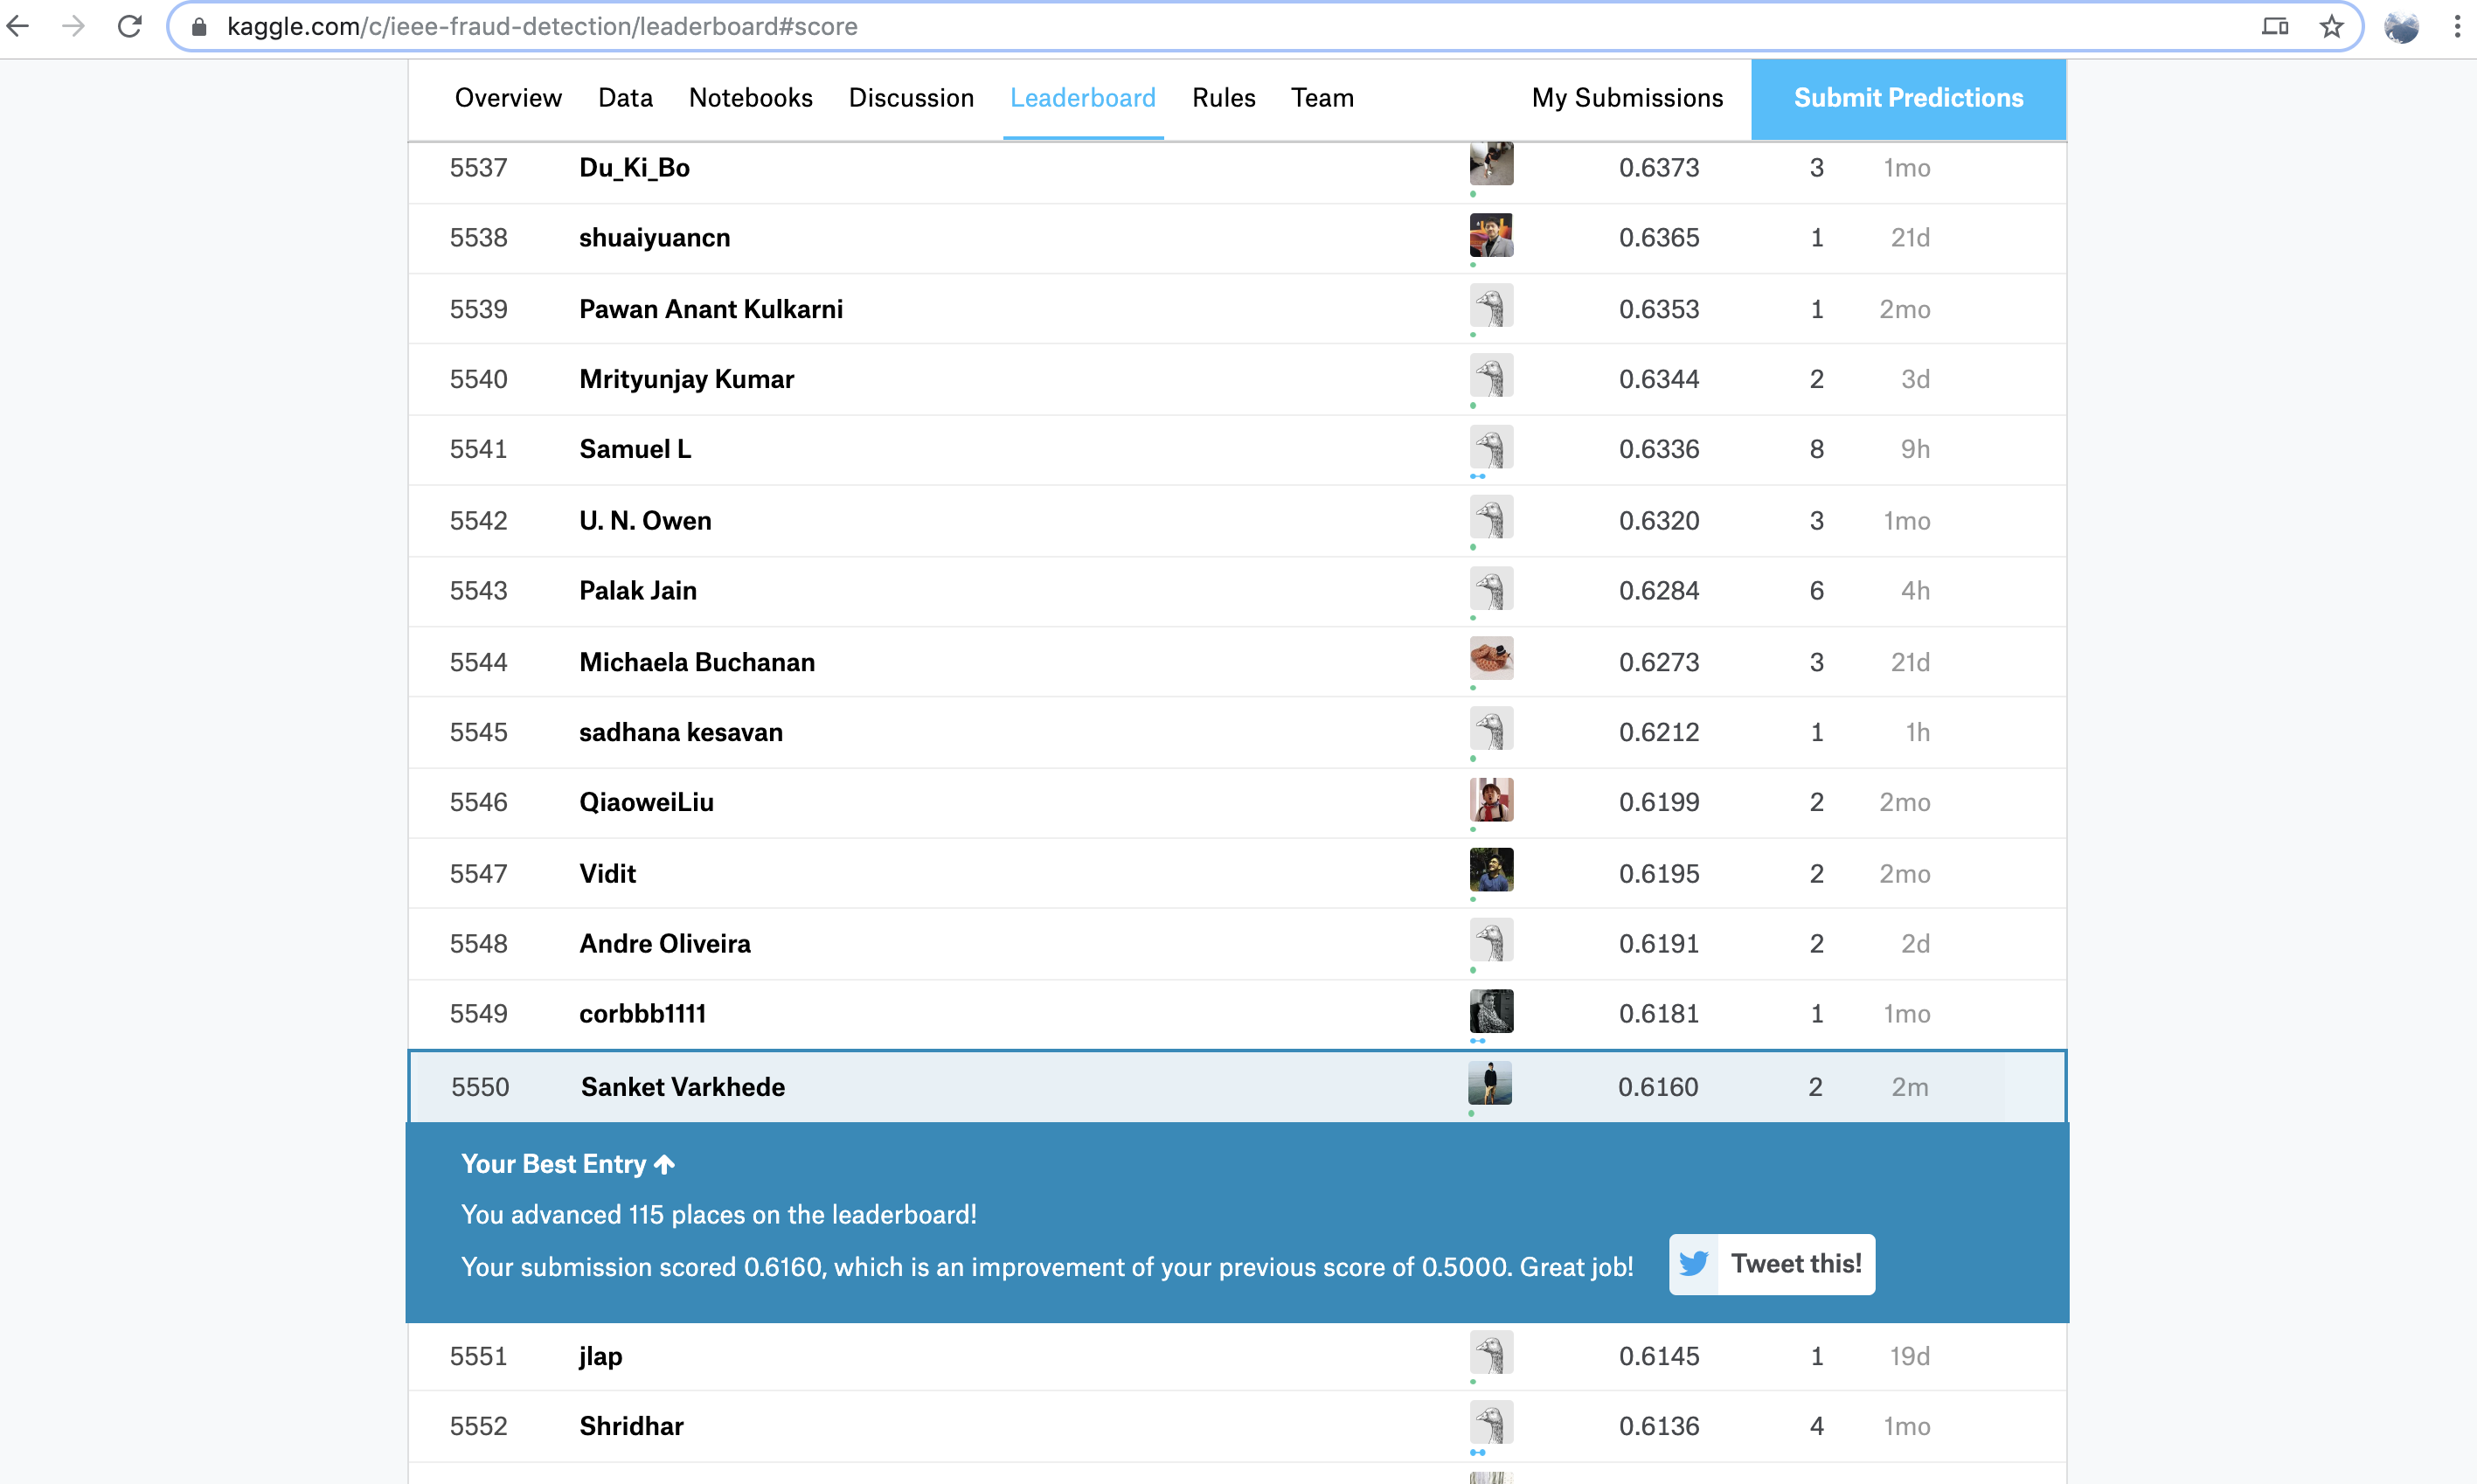 kaggle.com/c/ieee-fraud-detection/leaderboard#score
Overview Data Notebooks Discussion Leaderboard Rules Team My Submissions Submit Predictions
5537 Du_Ki_Bo 0.6373 3 1mo
5538 shuaiyuancn 0.6365 1 21d
5539 Pawan Anant Kulkarni 0.6353 1 2mo
5540 Mrityunjay Kumar 0.6344 2 3d
5541 Samuel L 0.6336 8 9h
5542 U. N. Owen 0.6320 3 1mo
5543 Palak Jain 0.6284 6 4h
5544 Michaela Buchanan 0.6273 3 21d
5545 sadhana kesavan 0.6212 1 1h
5546 QiaoweiLiu 0.6199 2 2mo
5547 Vidit 0.6195 2 2mo
5548 Andre Oliveira 0.6191 2 2d
5549 corbbb1111 0.6181 1 1mo
5550 Sanket Varkhede 0.6160 2 2m
Your Best Entry
You advanced 115 places on the leaderboard!
Your submission scored 0.6160, which is an improvement of your previous score of 0.5000. Great job! Tweet this!
5551 jlap 0.6145 1 19d
5552 Shridhar 0.6136 4 1mo